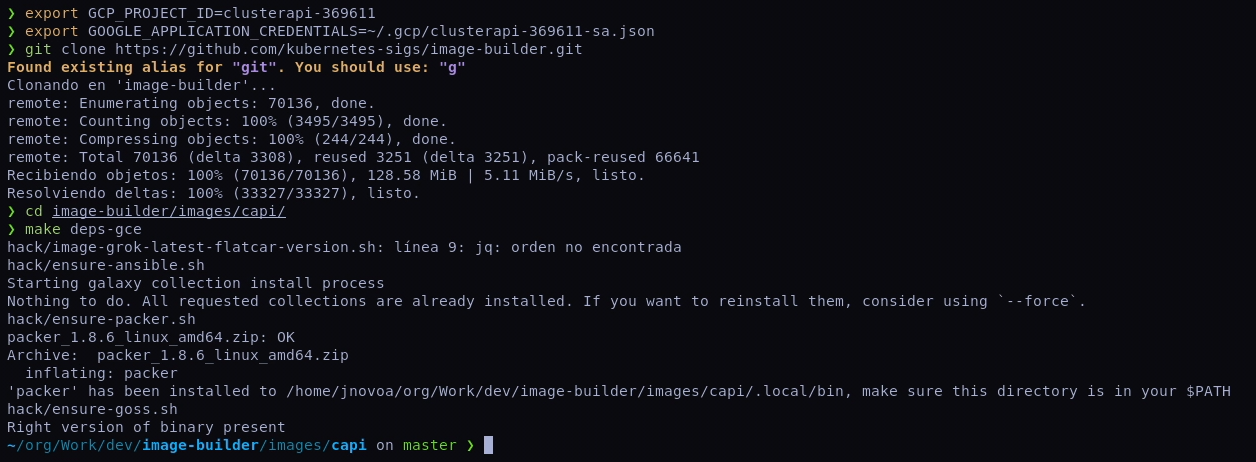 ❯ export GCP_PROJECT_ID=clusterapi-369611
❯ export GOOGLE_APPLICATION_CREDENTIALS=~/.gcp/clusterapi-369611-sa.json
❯ git clone https://github.com/kubernetes-sigs/image-builder.git
Found existing alias for "git". You should use: "g"
Clonando en 'image-builder'...
remote: Enumerating objects: 70136, done.
remote: Counting objects: 100% (3495/3495), done.
remote: Compressing objects: 100% (244/244), done.
remote: Total 70136 (delta 3308), reused 3251 (delta 3251), pack-reused 66641
Recibiendo objetos: 100% (70136/70136), 128.58 MiB | 5.11 MiB/s, listo.
Resolviendo deltas: 100% (33327/33327), listo.
❯ cd image-builder/images/capi/
❯ make deps-gce
hack/image-grok-latest-flatcar-version.sh: línea 9: jq: orden no encontrada
hack/ensure-ansible.sh
Starting galaxy collection install process
Nothing to do. All requested collections are already installed. If you want to reinstall them, consider using `--force`.
hack/ensure-packer.sh
packer_1.8.6_linux_amd64.zip: OK
Archive:  packer_1.8.6_linux_amd64.zip
  inflating: packer
'packer' has been installed to /home/jnovoa/org/Work/dev/image-builder/images/capi/.local/bin, make sure this directory is in your $PATH
hack/ensure-goss.sh
Right version of binary present
~/org/Work/dev/image-builder/images/capi on master ❯